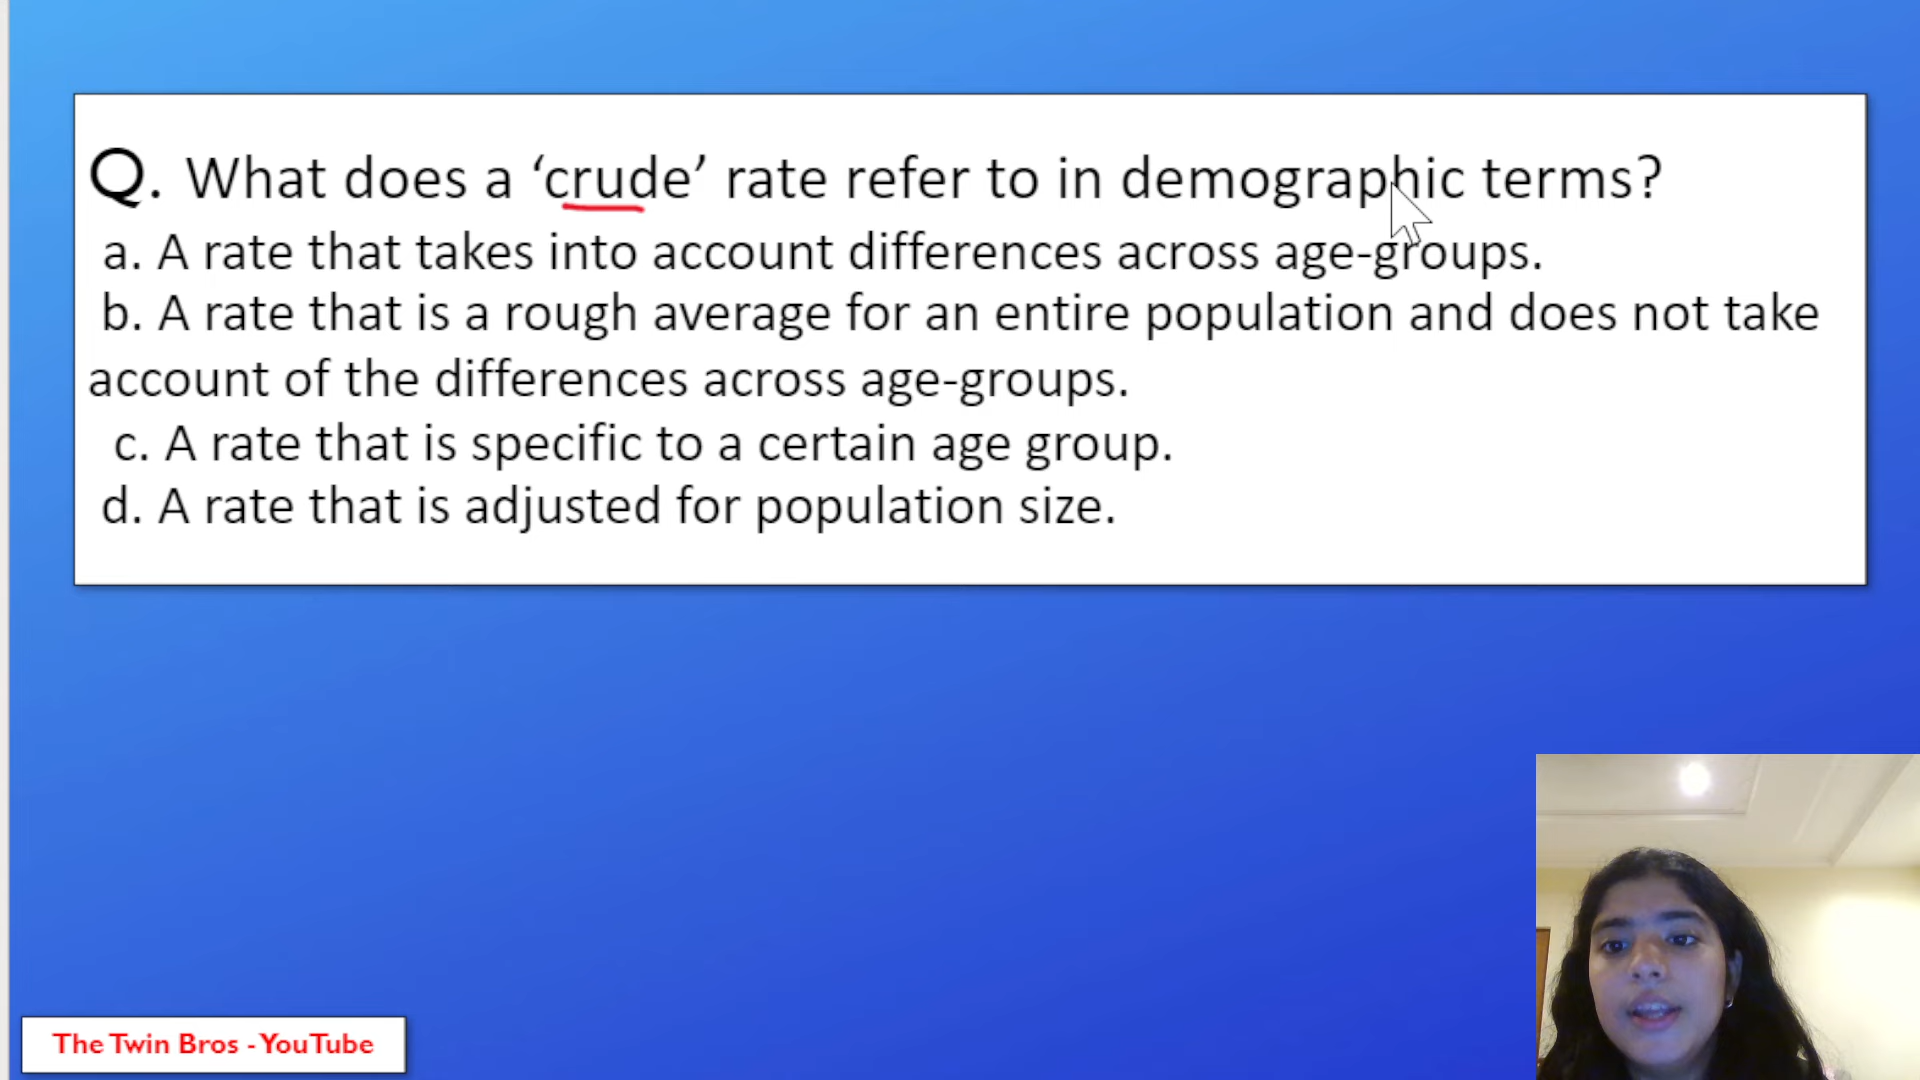 Q. What does a ‘crude’ rate refer to in demographic terms?
a. A rate that takes into account differences across age-groups.
b. A rate that is a rough average for an entire population and does not take
account of the differences across age-groups.
c. A rate that is specific to a certain age group.
d. A rate that is adjusted for population size.
The Twin Bros - YouTube